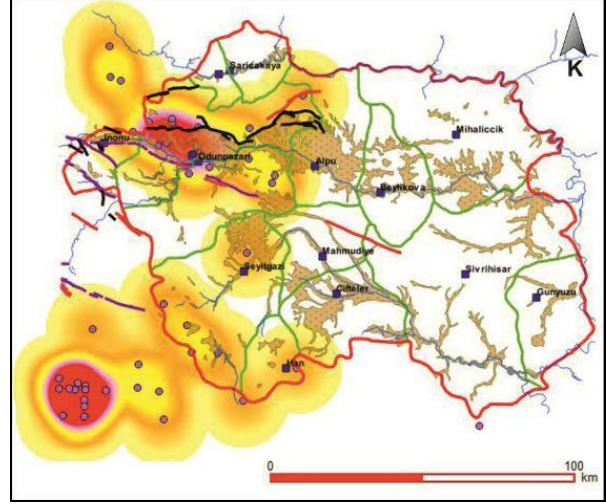 K
Saricakaya
Mihaliccik
Inonu
Odunpazari
Alpu
Beylikova
Mahmudiye
Seyitgazi
Sivrihisar
Cifteler
Gunyuzu
Han
0
100
km